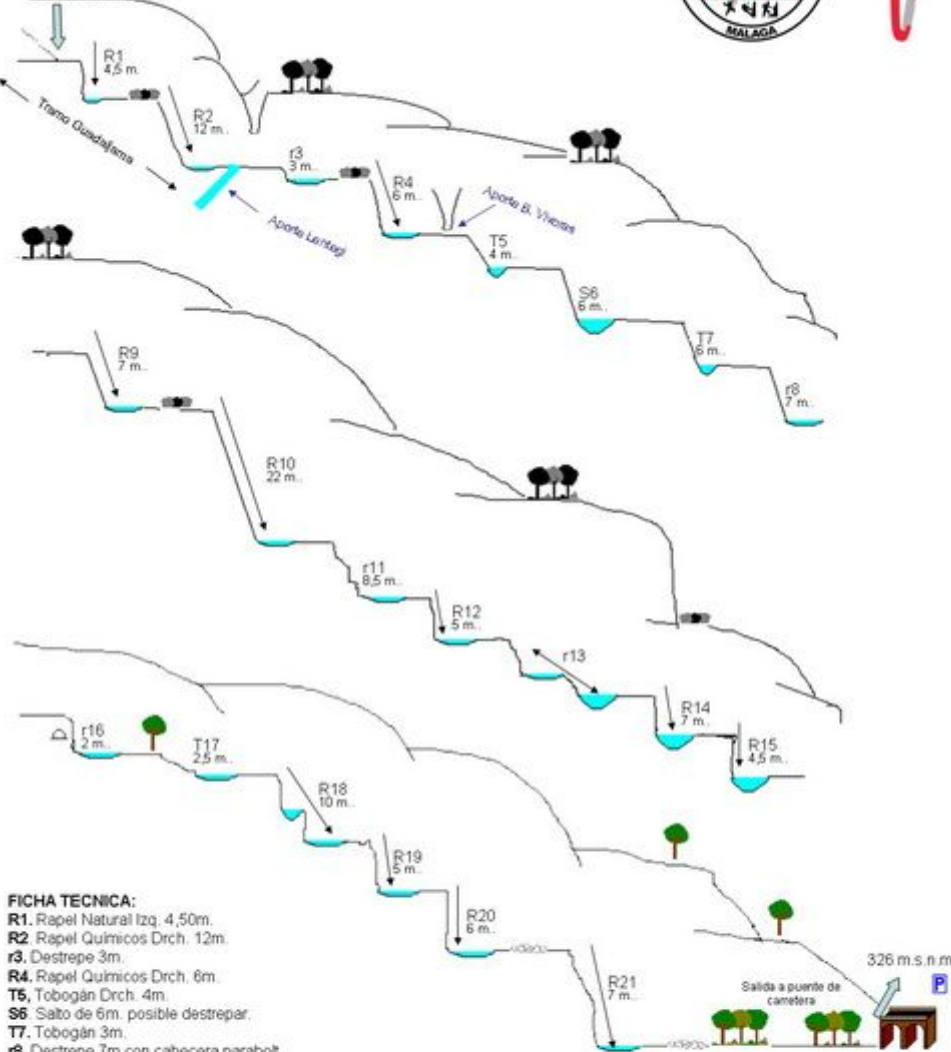 MALAGA
R1
4,5 m.
Tramo Guadajama
R2
12 m..
r3
3 m..
R4
6 m..
Aporte B. Viveras
Aporte Lentegí
T5
4 m..
S6
6 m..
T7
6 m..
r8
7 m..
R9
7 m..
R10
22 m..
r11
8,5 m..
R12
5 m..
r13
R14
7 m..
R15
4,5 m..
r16
2 m..
T17
2,5 m..
R18
10 m..
R19
5 m..
R20
6 m..
R21
7 m..
326 m.s.n.m
P
Salida a puente de
carretera
FICHA TECNICA:
R1. Rapel Natural Izq. 4,50m.
R2. Rapel Químicos Drch. 12m.
r3. Destrepe 3m.
R4. Rapel Químicos Drch. 6m.
T5, Tobogán Drch. 4m.
S6. Salto de 6m. posible destrepar.
T7. Tobogán 3m.
r8. Destrepe 7m con cabecera parabolt